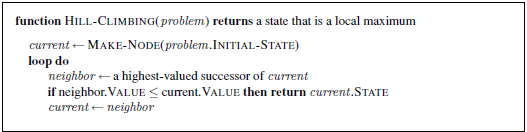 function HILL-CLIMBING(problem) returns a state that is a local maximum
current ← MAKE-NODE(problem.INITIAL-STATE)
loop do
neighbor ← a highest-valued successor of current
if neighbor.VALUE ≤ current.VALUE then return current.STATE
current ← neighbor